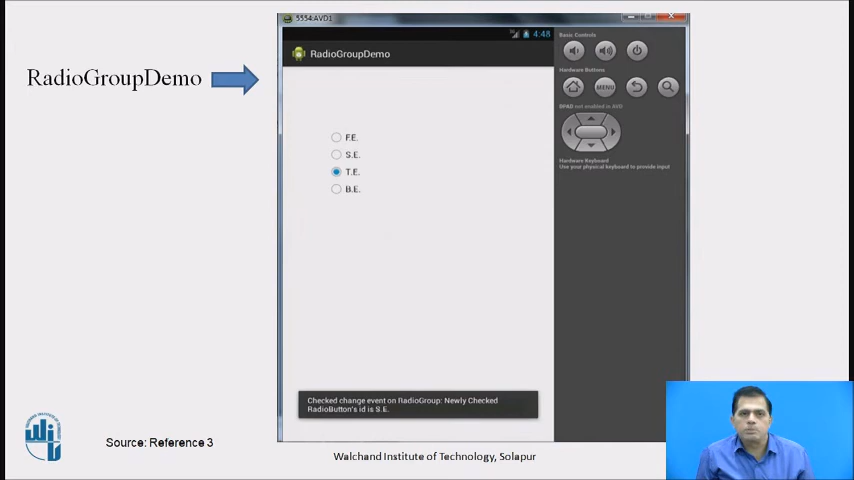 5554:AVD1
4:48
RadioGroupDemo
RadioGroupDemo
F.E.
S.E.
T.E.
B.E.
Checked change event on RadioGroup: Newly Checked
RadioButton's id is S.E.
Basic Controls
Hardware Buttons
MENU
DPAD not enabled in AVD
Hardware Keyboard
Use your physical keyboard to provide input
Source: Reference 3
Walchand Institute of Technology, Solapur